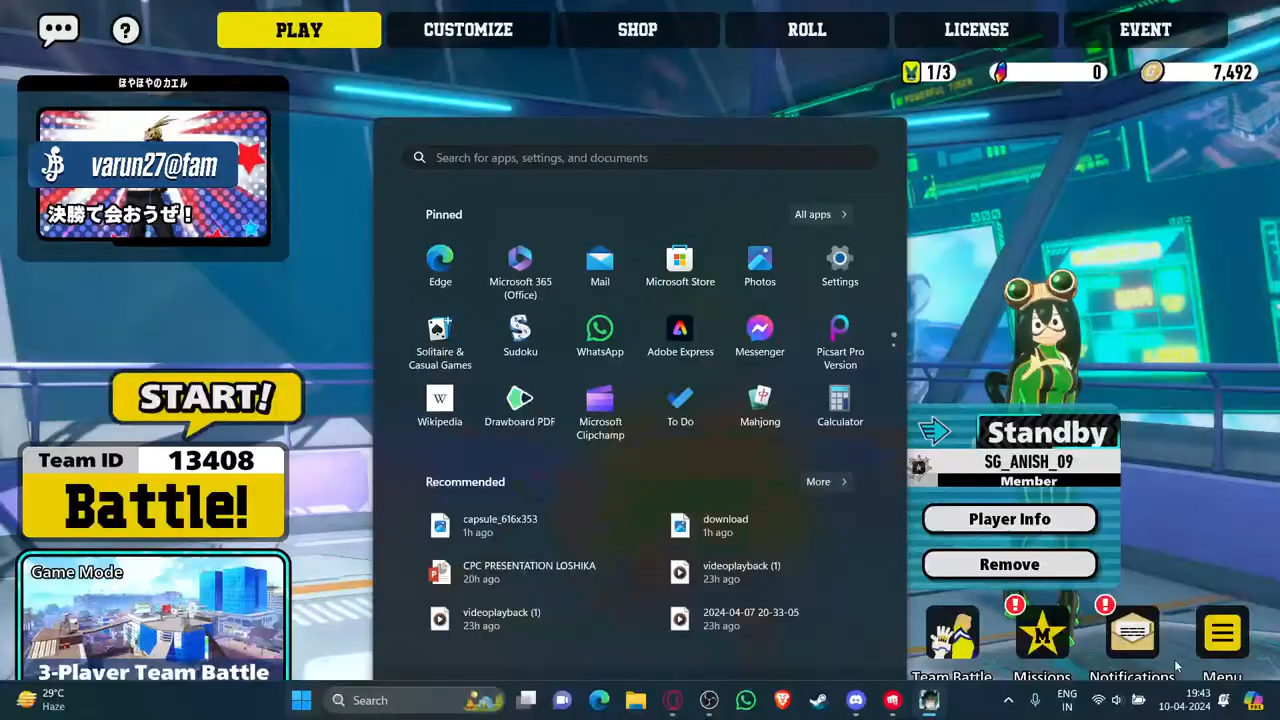 PLAY
CUSTOMIZE
SHOP
ROLL
LICENSE
EVENT
1/3
0
7,492
ほやほやのカエル
varun27@fam
決勝で会おうぜ!
START!
Team ID
13408
Battle!
Game Mode
3-Player Team Battle
Search for apps, settings, and documents
Pinned
All apps
Edge
Microsoft 365
(Office)
Mail
Microsoft Store
Photos
Settings
Solitaire &
Casual Games
Sudoku
WhatsApp
Adobe Express
Messenger
Picsart Pro
Version
W
Wikipedia
Drawboard PDF
Microsoft
Clipchamp
To Do
Mahjong
Calculator
Recommended
More
capsule_616x353
1h ago
download
1h ago
CPC PRESENTATION LOSHIKA
20h ago
videoplayback (1)
23h ago
videoplayback (1)
23h ago
2024-04-07 20-33-05
23h ago
Standby
SG_ANISH_09
Member
Player Info
Remove
M
Team Battle
Missions
Notifications
Menu
29°C
Haze
Search
ENG
IN
19:43
10-04-2024